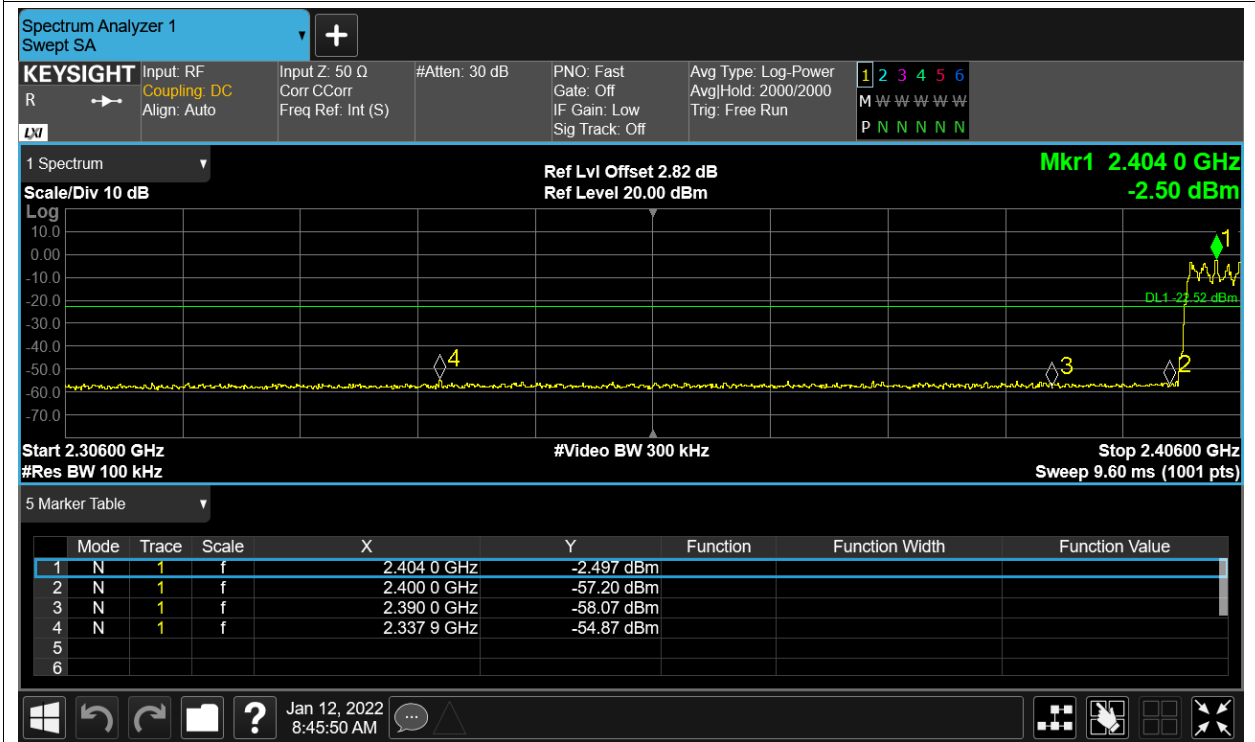 Spectrum Analyzer 1
Swept SA
+
KEYSIGHT
R
LXI
Input: RF
Coupling: DC
Align: Auto
Input Z: 50 Ω
Corr CCorr
Freq Ref: Int (S)
#Atten: 30 dB
PNO: Fast
Gate: Off
IF Gain: Low
Sig Track: Off
Avg Type: Log-Power
Avg|Hold: 2000/2000
Trig: Free Run
1 2 3 4 5 6
M W W W W W
P N N N N N
1 Spectrum
Scale/Div 10 dB
Ref Lvl Offset 2.82 dB
Ref Level 20.00 dBm
Mkr1 2.404 0 GHz
-2.50 dBm
Log
10.0
0.00
-10.0
-20.0
-30.0
-40.0
-50.0
-60.0
-70.0
1
DL1 -22.52 dBm
4
3
2
Start 2.30600 GHz
#Video BW 300 kHz
Stop 2.40600 GHz
#Res BW 100 kHz
Sweep 9.60 ms (1001 pts)
5 Marker Table
Mode Trace Scale X Y Function Function Width Function Value
1 N 1 f 2.404 0 GHz -2.497 dBm
2 N 1 f 2.400 0 GHz -57.20 dBm
3 N 1 f 2.390 0 GHz -58.07 dBm
4 N 1 f 2.337 9 GHz -54.87 dBm
5
6
?
Jan 12, 2022
8:45:50 AM